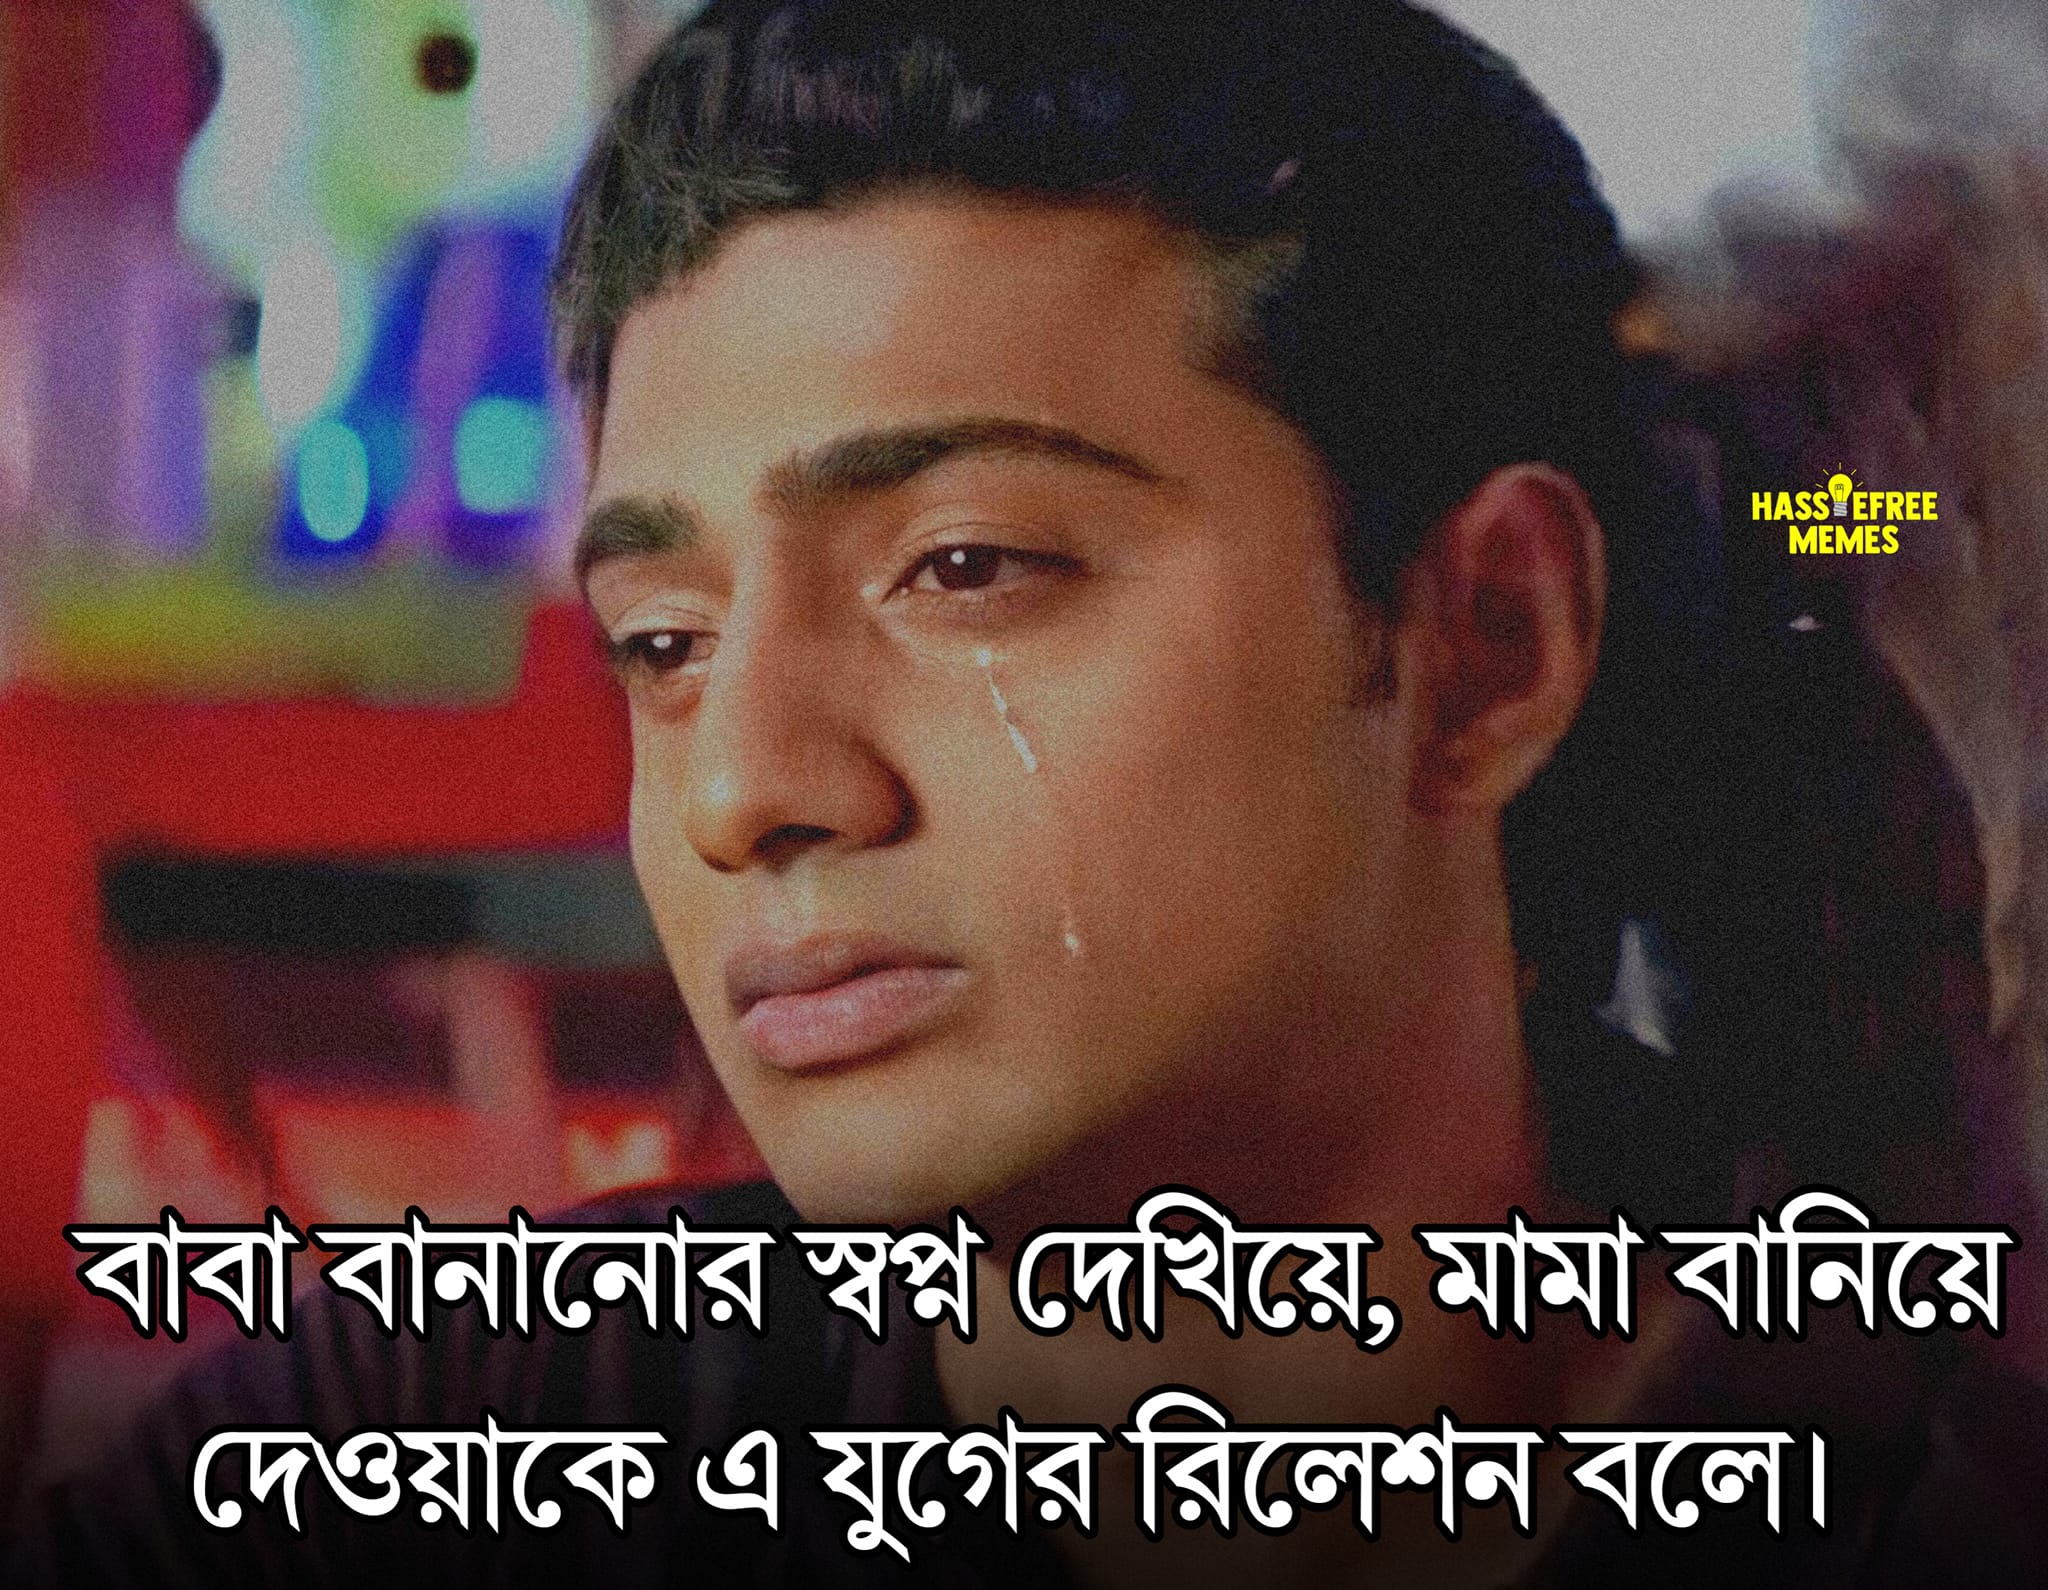 HASSLEFREE
MEMES
বাবা বানানোর স্বপ্ন দেখিয়ে, মামা বানিয়ে
দেওয়াকে এ যুগের রিলেশন বলে।